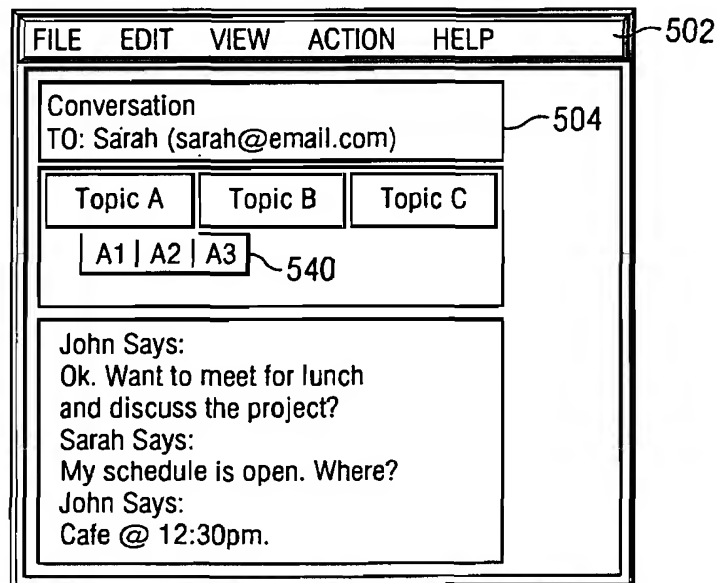 FILE EDIT VIEW ACTION HELP 502
Conversation
TO: Sarah (sarah@email.com) 504
Topic A Topic B Topic C
A1 | A2 | A3 540
John Says:
Ok. Want to meet for lunch
and discuss the project?
Sarah Says:
My schedule is open. Where?
John Says:
Cafe @ 12:30pm.